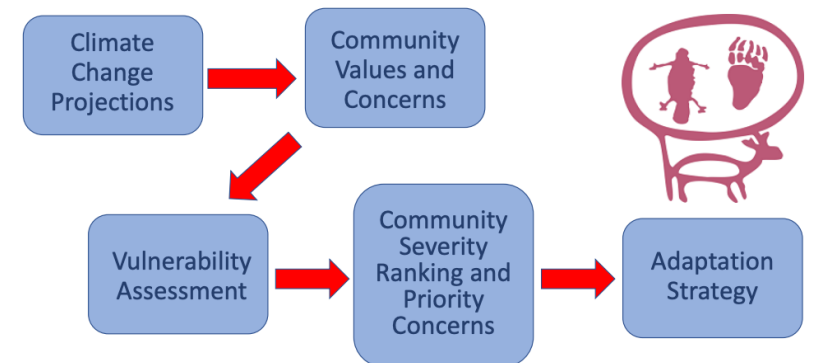 Climate
Change
Projections
Community
Values and
Concerns
Vulnerability
Assessment
Community
Severity
Ranking and
Priority
Concerns
Adaptation
Strategy